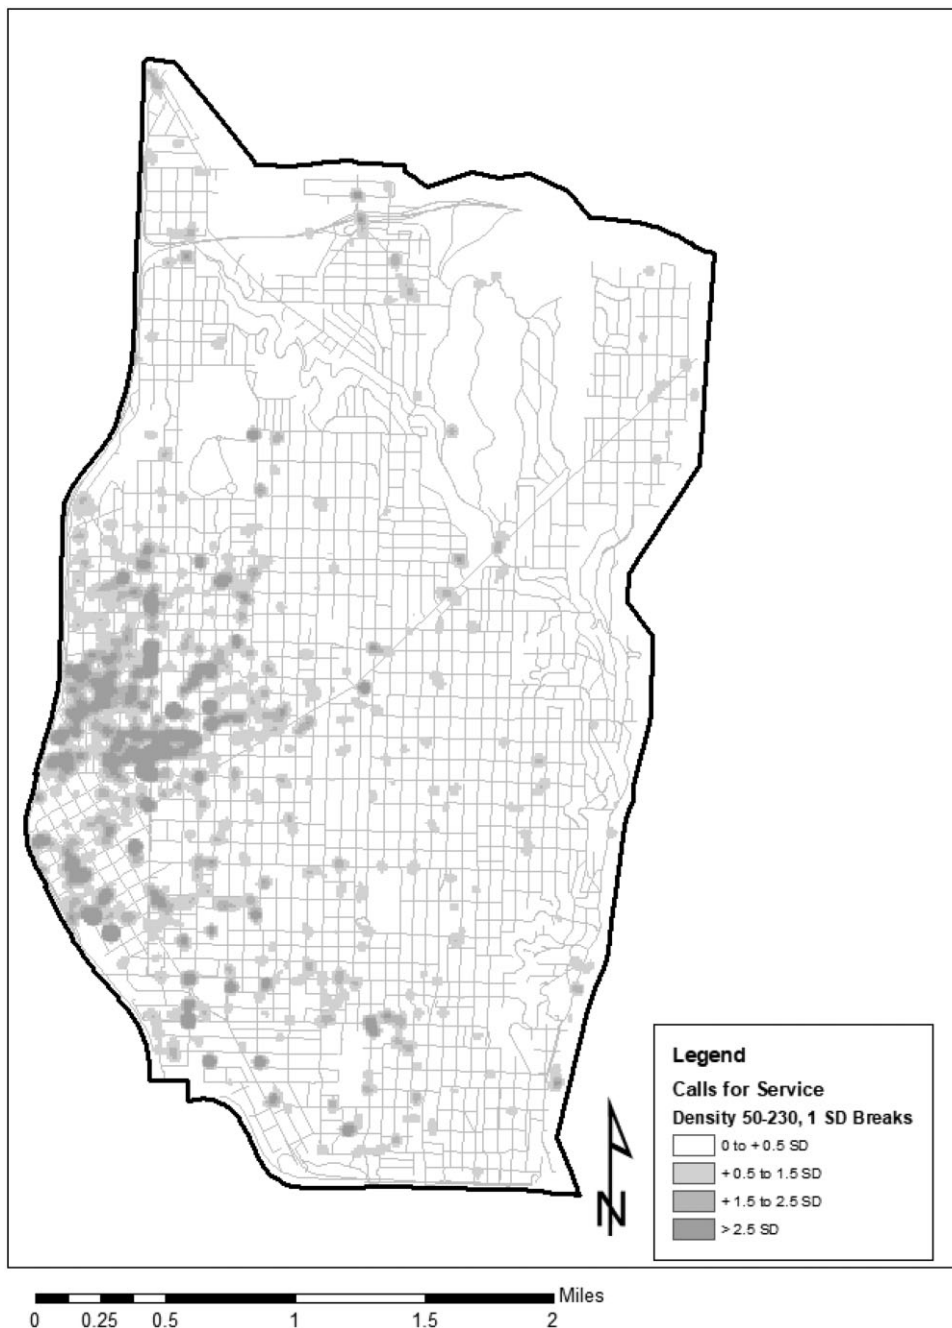 Legend
Calls for Service
Density 50-230, 1 SD Breaks
0 to + 0.5 SD
+ 0.5 to 1.5 SD
+ 1.5 to 2.5 SD
> 2.5 SD
N
Miles
0 0.25 0.5 1 1.5 2